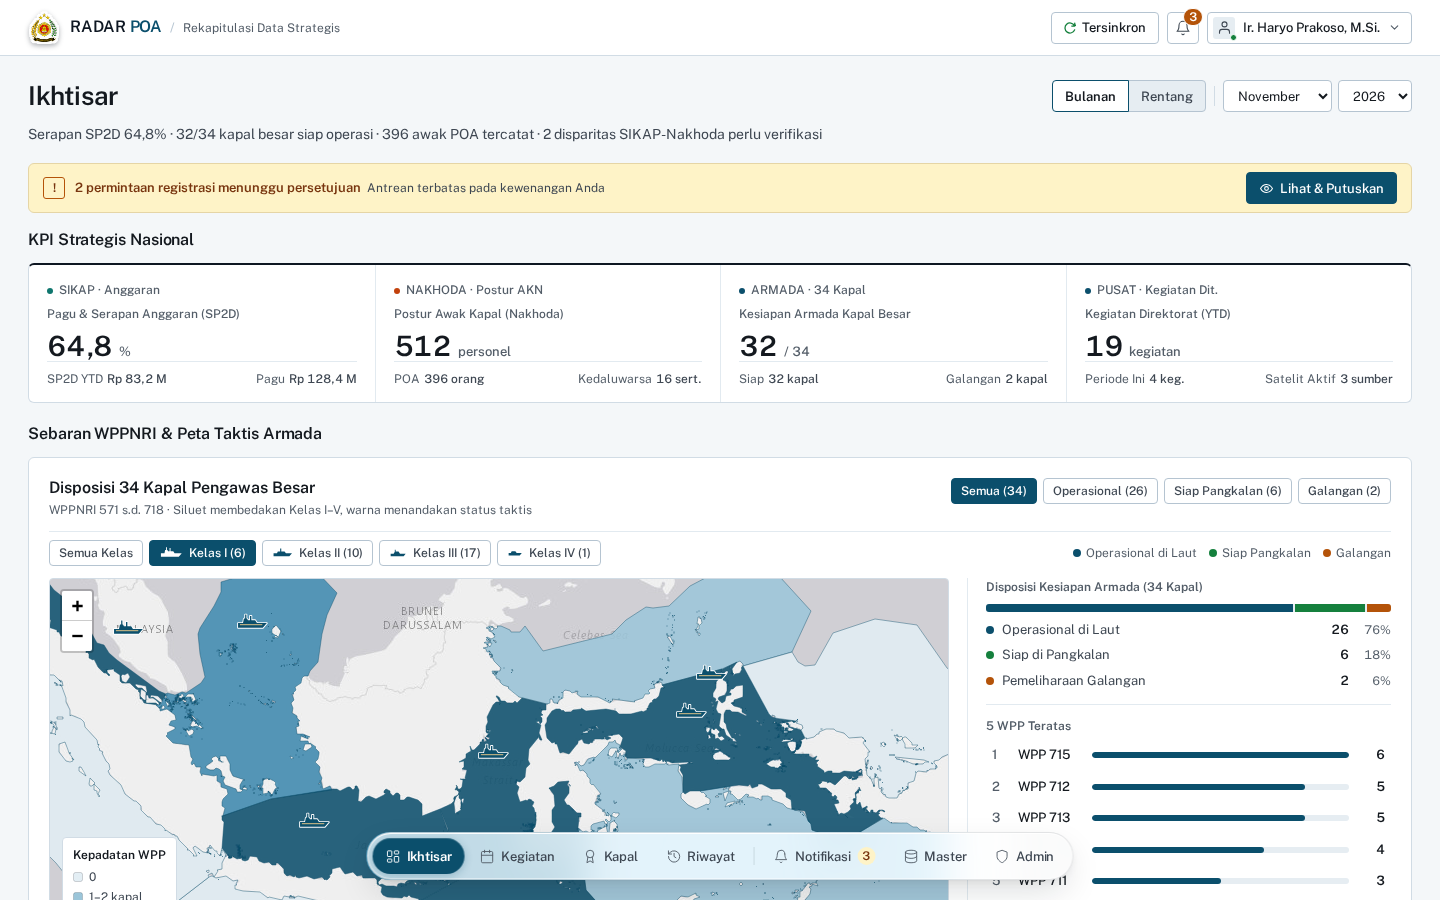 RADAR POA / Rekapitulasi Data Strategis
Tersinkron
3
Ir. Haryo Prakoso, M.Si.
Ikhtisar
Bulanan Rentang November 2026
Serapan SP2D 64,8% · 32/34 kapal besar siap operasi · 396 awak POA tercatat · 2 disparitas SIKAP-Nakhoda perlu verifikasi
! 2 permintaan registrasi menunggu persetujuan Antrean terbatas pada kewenangan Anda
Lihat & Putuskan
KPI Strategis Nasional
SIKAP · Anggaran
Pagu & Serapan Anggaran (SP2D)
64,8 %
SP2D YTD Rp 83,2 M Pagu Rp 128,4 M
NAKHODA · Postur AKN
Postur Awak Kapal (Nakhoda)
512 personel
POA 396 orang Kedaluwarsa 16 sert.
ARMADA · 34 Kapal
Kesiapan Armada Kapal Besar
32 / 34
Siap 32 kapal Galangan 2 kapal
PUSAT · Kegiatan Dit.
Kegiatan Direktorat (YTD)
19 kegiatan
Periode Ini 4 keg. Satelit Aktif 3 sumber
Sebaran WPPNRI & Peta Taktis Armada
Disposisi 34 Kapal Pengawas Besar
WPPNRI 571 s.d. 718 · Siluet membedakan Kelas I–V, warna menandakan status taktis
Semua (34) Operasional (26) Siap Pangkalan (6) Galangan (2)
Semua Kelas Kelas I (6) Kelas II (10) Kelas III (17) Kelas IV (1)
Operasional di Laut Siap Pangkalan Galangan
+
−
BRUNEI
DARUSSALAM
Kepadatan WPP
0
1–2 kapal
Disposisi Kesiapan Armada (34 Kapal)
Operasional di Laut 26 76%
Siap di Pangkalan 6 18%
Pemeliharaan Galangan 2 6%
5 WPP Teratas
1 WPP 715 6
2 WPP 712 5
3 WPP 713 5
4
5 WPP 711 3
Ikhtisar Kegiatan Kapal Riwayat Notifikasi 3 Master Admin